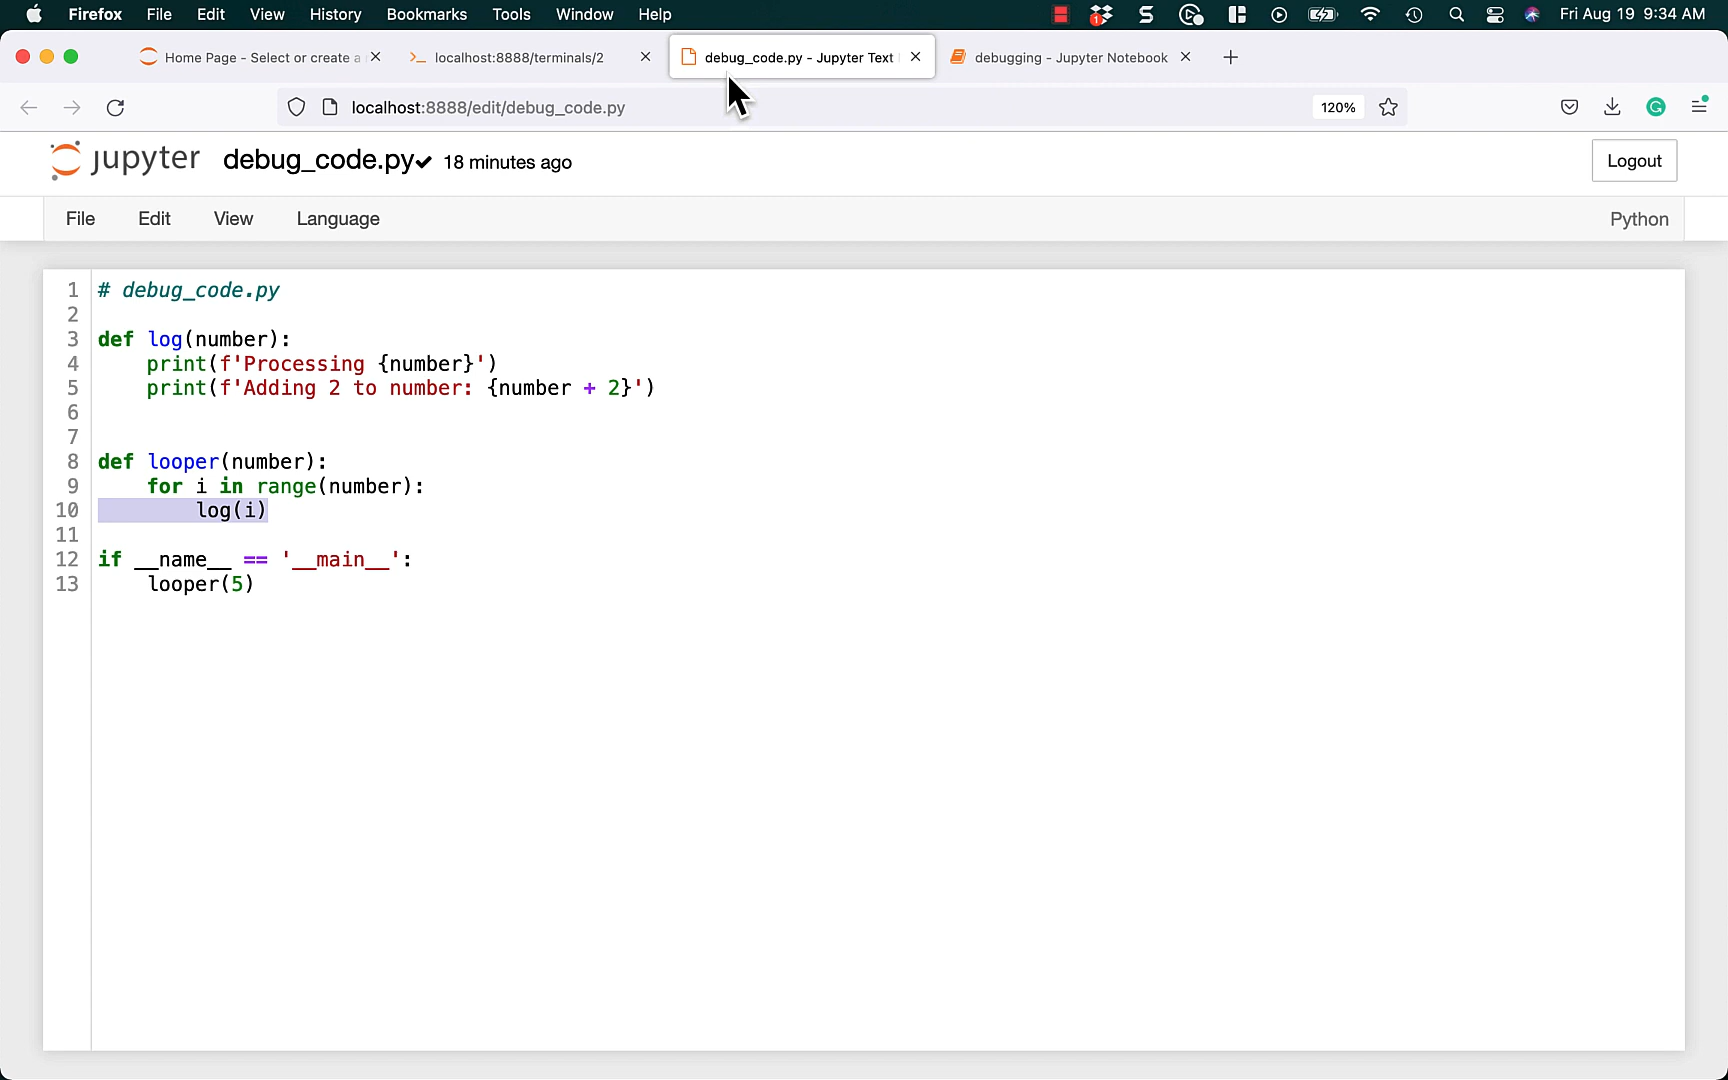 Firefox File Edit View History Bookmarks Tools Window Help 1 S Fri Aug 19 9:34 AM
Home Page - Select or create a localhost:8888/terminals/2 debug_code.py - Jupyter Text debugging - Jupyter Notebook
localhost:8888/edit/debug_code.py 120% G
jupyter debug_code.py 18 minutes ago Logout
File Edit View Language Python
1 # debug_code.py
2
3 def log(number):
4 print(f'Processing {number}')
5 print(f'Adding 2 to number: {number + 2}')
6
7
8 def looper(number):
9 for i in range(number):
10 log(i)
11
12 if __name__ == '__main__':
13 looper(5)